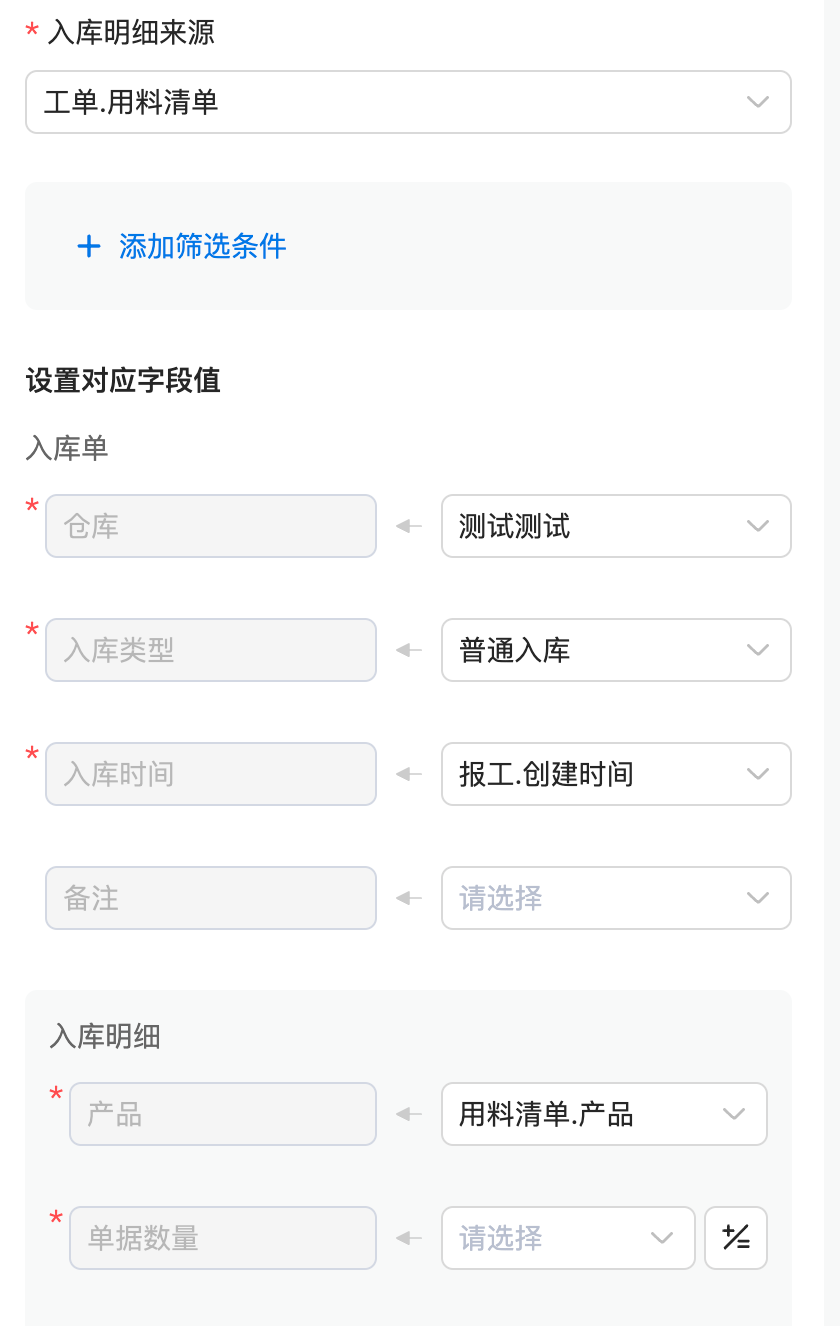 * 入库明细来源
工单.用料清单
+ 添加筛选条件
设置对应字段值
入库单
* 仓库 测试测试
* 入库类型 普通入库
* 入库时间 报工.创建时间
备注 请选择
入库明细
* 产品 用料清单.产品
* 单据数量 请选择